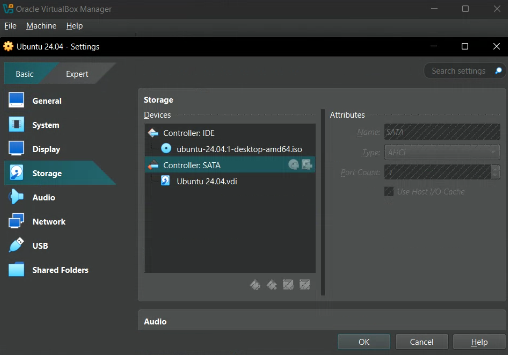 Oracle VirtualBox Manager
File Machine Help
Ubuntu 24.04 - Settings
Basic Expert Search settings
General
System
Display
Storage
Audio
Network
USB
Shared Folders
Storage
Devices
Controller: IDE
ubuntu-24.04.1-desktop-amd64.iso
Controller: SATA
Ubuntu 24.04.vdi
Attributes
Name: SATA
Type: AHCI
Port Count:
Use Host I/O Cache
Audio
OK Cancel Help